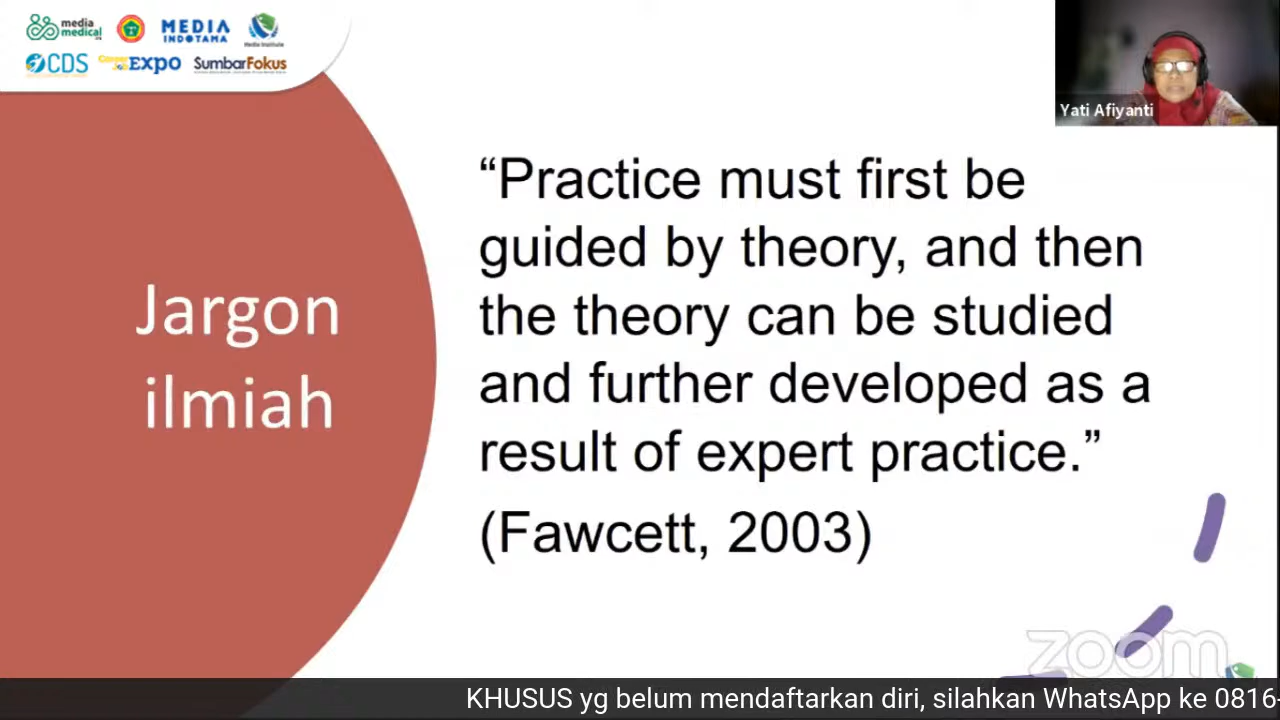 media
medical
MEDIA
INDOTAMA
Media Institute
CDS
EXPO
SumbarFokus
Yati Afiyanti
Jargon
ilmiah
“Practice must first be
guided by theory, and then
the theory can be studied
and further developed as a
result of expert practice.”
(Fawcett, 2003)
zoom
KHUSUS yg belum mendaftarkan diri, silahkan WhatsApp ke 0816-